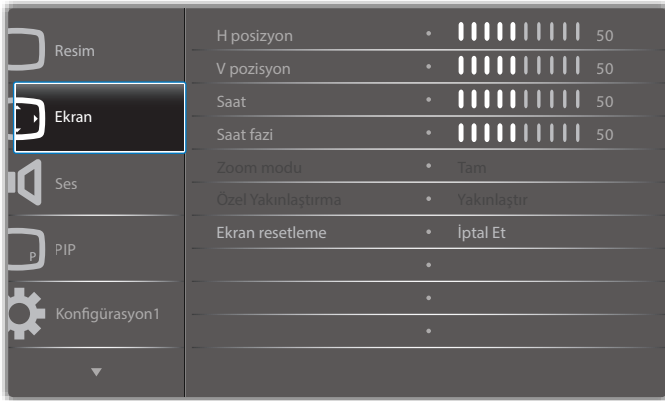 Resim
Ekran
Ses
P
PIP
Konfigürasyon1
H posizyon • 50
V pozisyon • 50
Saat • 50
Saat fazi • 50
Zoom modu • Tam
Özel Yakınlaştırma • Yakınlaştır
Ekran resetleme • İptal Et